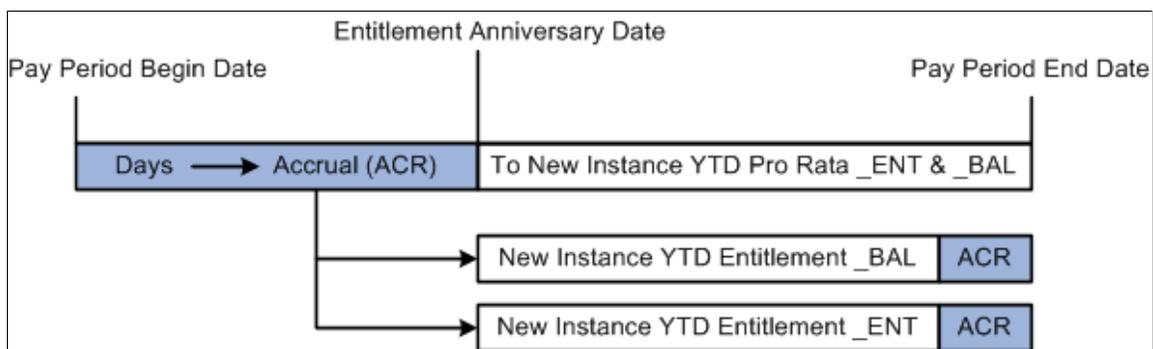 Entitlement Anniversary Date
Pay Period Begin Date
Pay Period End Date
Days
Accrual (ACR)
To New Instance YTD Pro Rata _ENT & _BAL
New Instance YTD Entitlement _BAL
ACR
New Instance YTD Entitlement _ENT
ACR